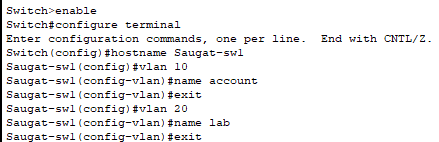 Switch>enable
Switch#configure terminal
Enter configuration commands, one per line.  End with CNTL/Z.
Switch(config)#hostname Saugat-sw1
Saugat-sw1(config)#vlan 10
Saugat-sw1(config-vlan)#name account
Saugat-sw1(config-vlan)#exit
Saugat-sw1(config)#vlan 20
Saugat-sw1(config-vlan)#name lab
Saugat-sw1(config-vlan)#exit